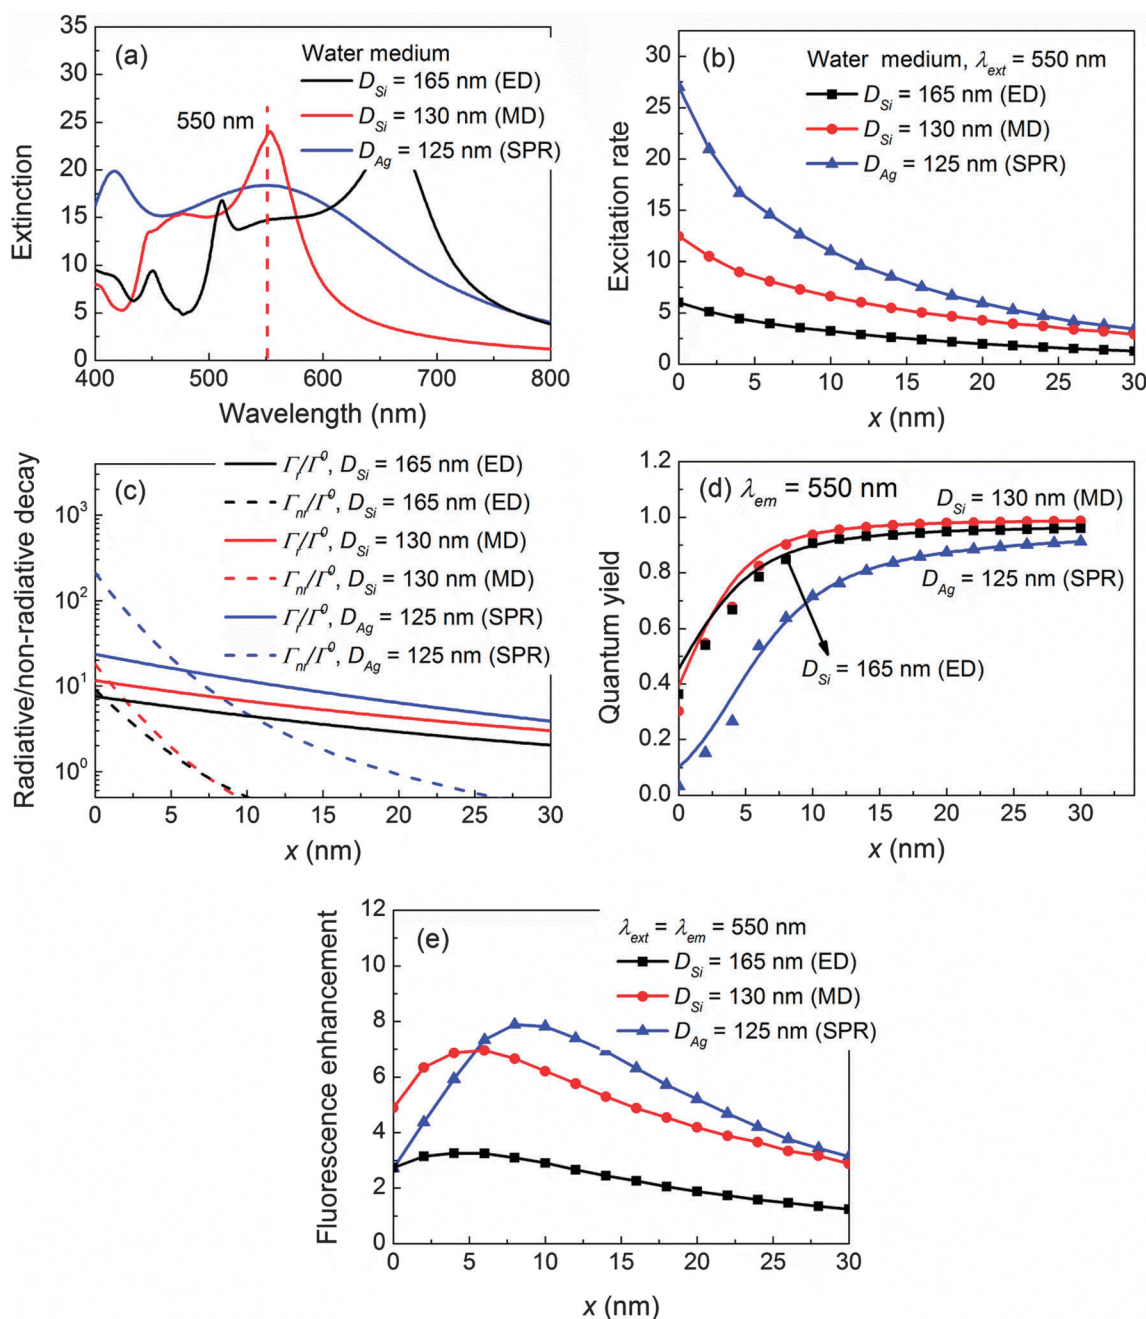 (a)
Water medium
D_Si = 165 nm (ED)
D_Si = 130 nm (MD)
D_Ag = 125 nm (SPR)
550 nm
Extinction
35
30
25
20
15
10
5
0
400 500 600 700 800
Wavelength (nm)
(b)
Water medium, λ_ext = 550 nm
D_Si = 165 nm (ED)
D_Si = 130 nm (MD)
D_Ag = 125 nm (SPR)
Excitation rate
30
25
20
15
10
5
0
0 5 10 15 20 25 30
x (nm)
(c)
Γ_r/Γ^0, D_Si = 165 nm (ED)
Γ_nr/Γ^0, D_Si = 165 nm (ED)
Γ_r/Γ^0, D_Si = 130 nm (MD)
Γ_nr/Γ^0, D_Si = 130 nm (MD)
Γ_r/Γ^0, D_Ag = 125 nm (SPR)
Γ_nr/Γ^0, D_Ag = 125 nm (SPR)
Radiative/non-radiative decay
10^3
10^2
10^1
10^0
0 5 10 15 20 25 30
x (nm)
(d) λ_em = 550 nm
D_Si = 130 nm (MD)
D_Ag = 125 nm (SPR)
D_Si = 165 nm (ED)
Quantum yield
1.2
1.0
0.8
0.6
0.4
0.2
0.0
0 5 10 15 20 25 30
x (nm)
(e)
λ_ext = λ_em = 550 nm
D_Si = 165 nm (ED)
D_Si = 130 nm (MD)
D_Ag = 125 nm (SPR)
Fluorescence enhancement
12
10
8
6
4
2
0
0 5 10 15 20 25 30
x (nm)